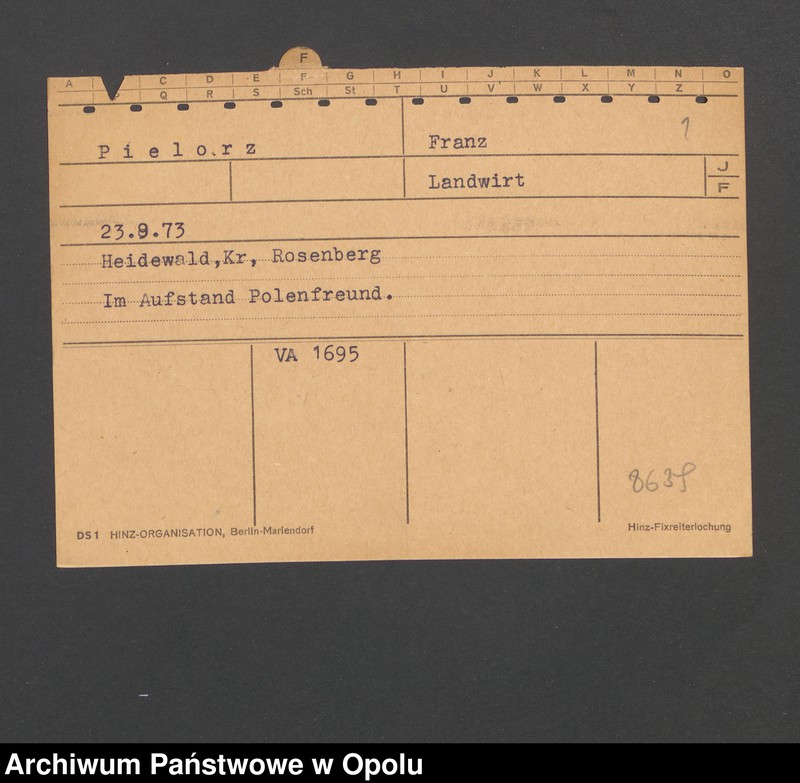 F
A C D E F G H I J K L M N O
P Q R S Sch St T U V W X Y Z
P i e l o r z
Franz
1
Landwirt
J
F
23.9.73
Heidewald,Kr, Rosenberg
Im Aufstand Polenfreund.
VA 1695
8639
DS1 HINZ-ORGANISATION, Berlin-Mariendorf
Hinz-Fixreiterlochung
Archiwum Państwowe w Opolu